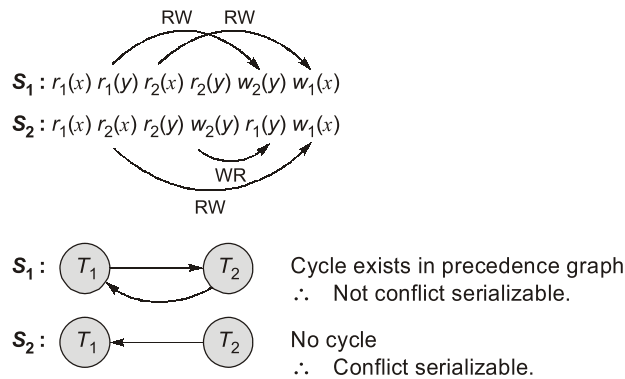 RW RW
S₁ : r₁(x) r₁(y) r₂(x) r₂(y) w₂(y) w₁(x)
S₂ : r₁(x) r₂(x) r₂(y) w₂(y) r₁(y) w₁(x)
WR
RW
S₁ : T₁ T₂ Cycle exists in precedence graph
∴ Not conflict serializable.
S₂ : T₁ T₂ No cycle
∴ Conflict serializable.